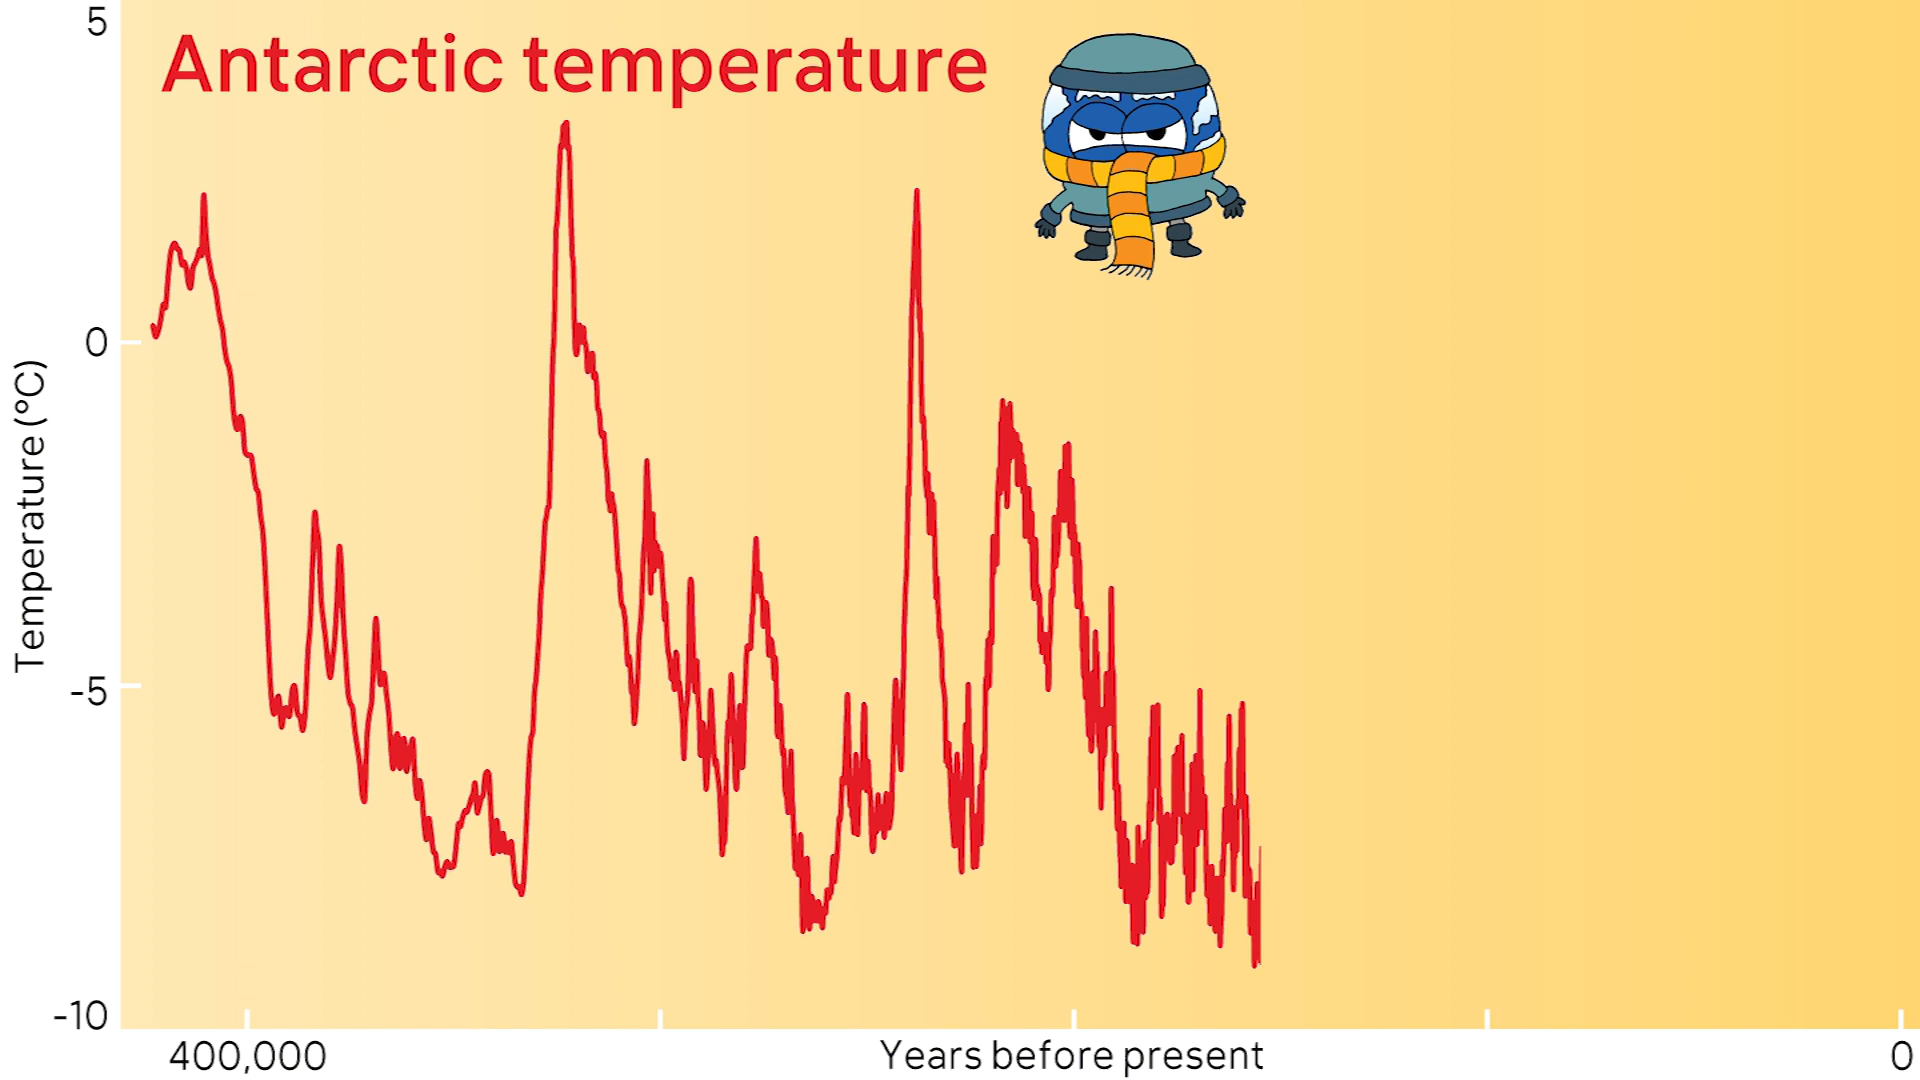 5
Antarctic temperature
0
Temperature (°C)
-5
-10
400,000
Years before present
0